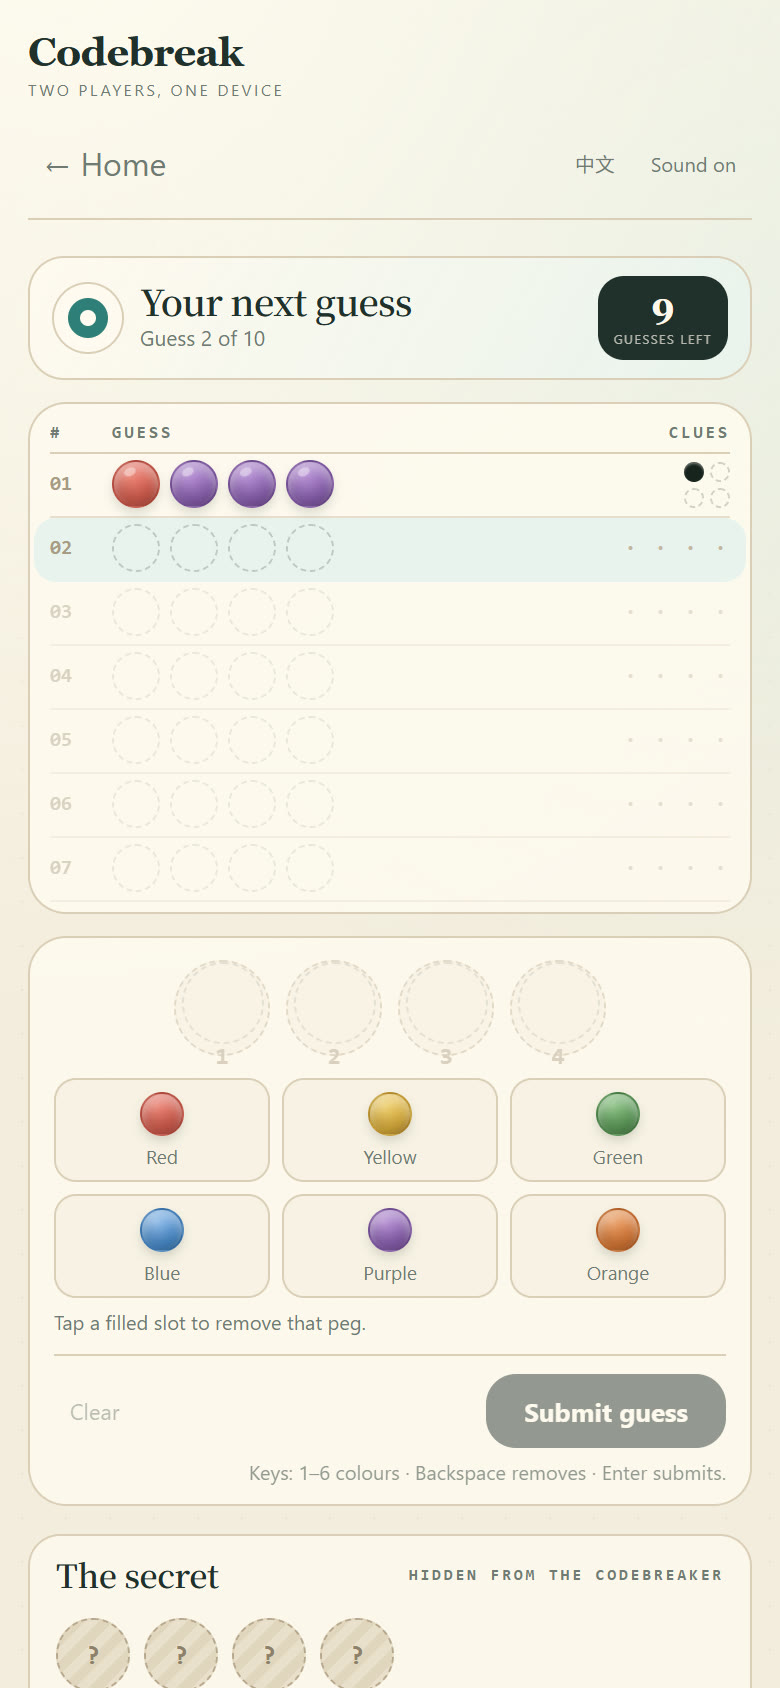 Codebreak
TWO PLAYERS, ONE DEVICE
← Home
中文
Sound on
Your next guess
Guess 2 of 10
9
GUESSES LEFT
# GUESS CLUES
01
02
03
04
05
06
07
1 2 3 4
Red Yellow Green
Blue Purple Orange
Tap a filled slot to remove that peg.
Clear
Submit guess
Keys: 1–6 colours · Backspace removes · Enter submits.
The secret
HIDDEN FROM THE CODEBREAKER
? ? ? ?